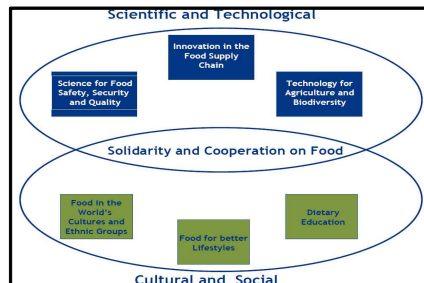 Scientific and Technological
Innovation in the
Food Supply
Chain
Science for Food
Safety, Security
and Quality
Technology for
Agriculture and
Biodiversity
Solidarity and Cooperation on Food
Food in the
World's
Cultures and
Ethnic Groups
Food for better
Lifestyles
Dietary
Education
Cultural and Social